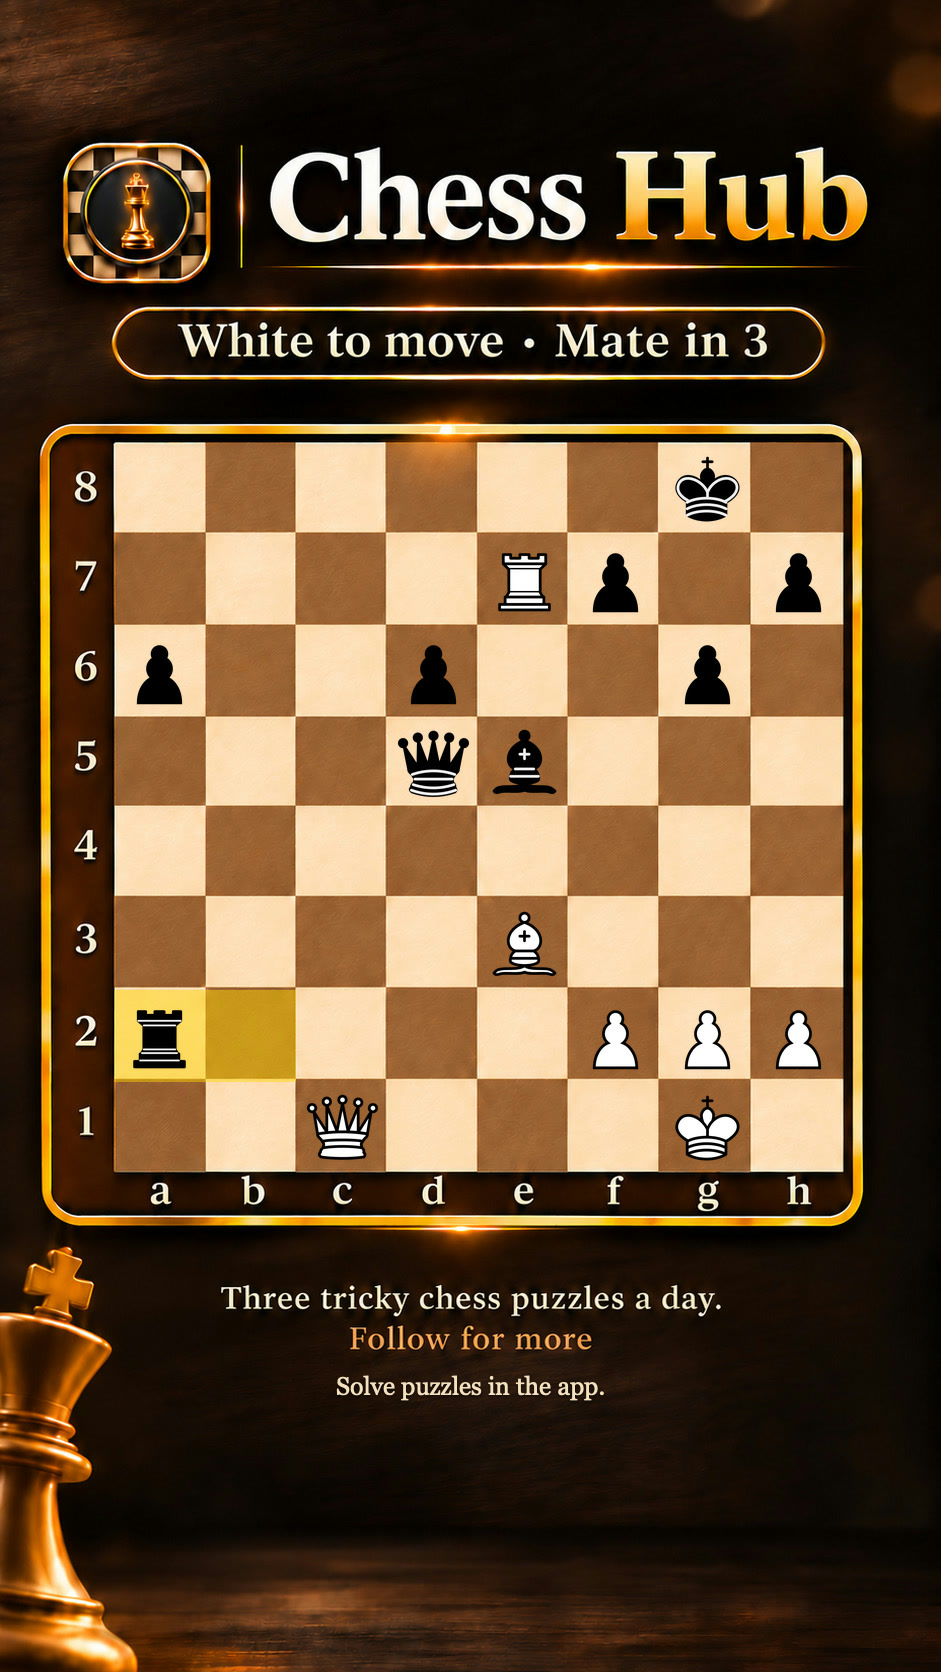 Chess Hub
White to move • Mate in 3
8
7
6
5
4
3
2
1
a b c d e f g h
Three tricky chess puzzles a day.
Follow for more
Solve puzzles in the app.